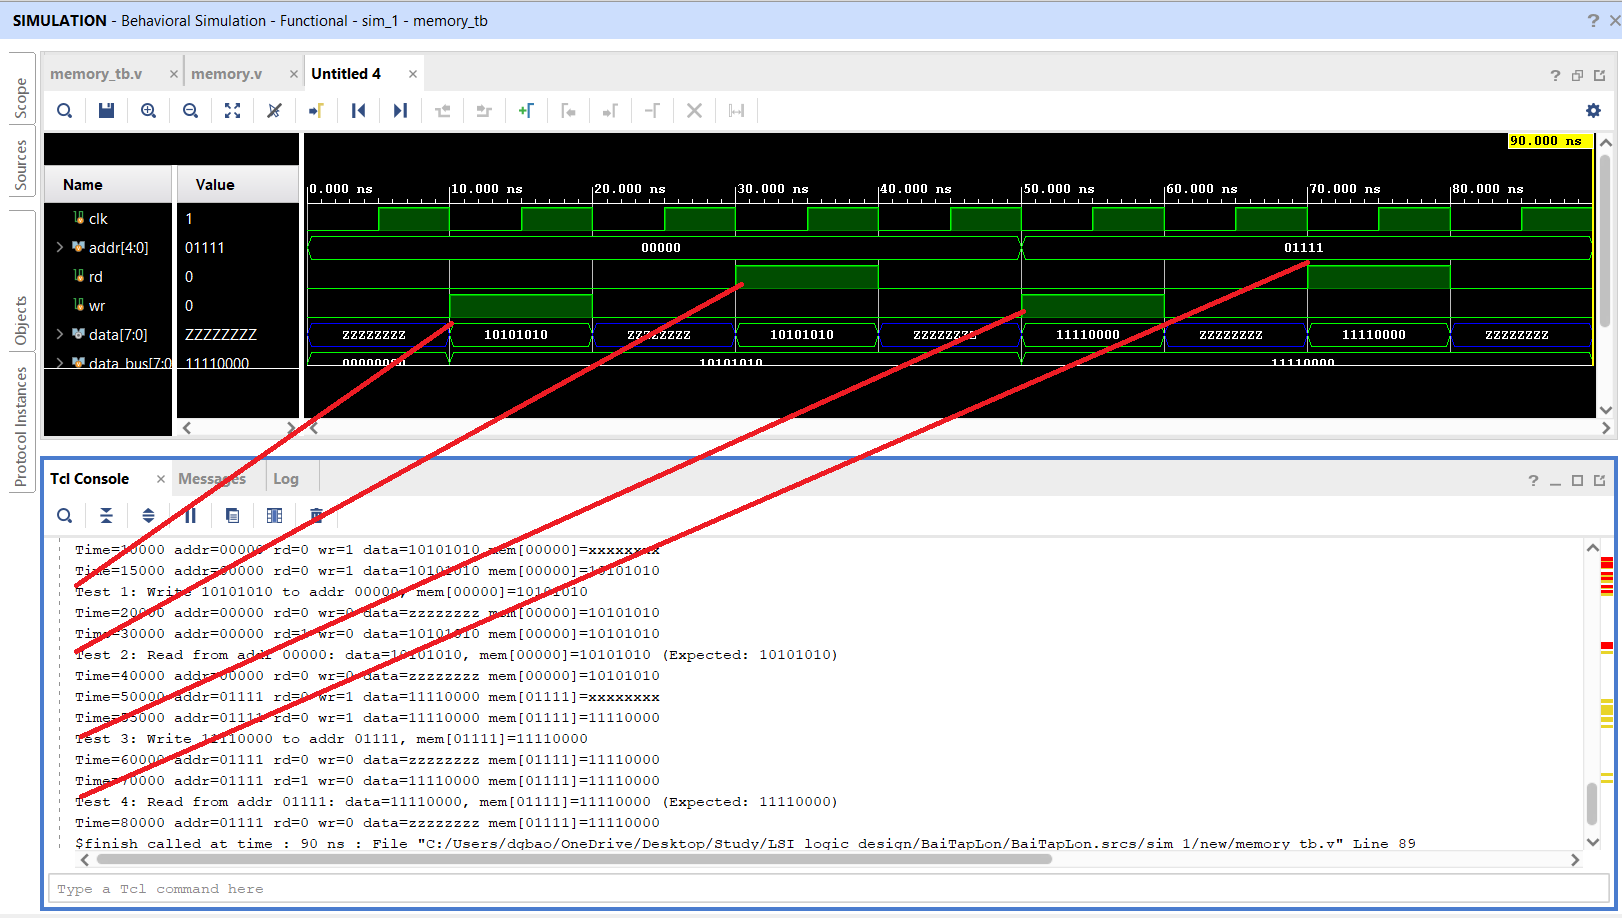 SIMULATION - Behavioral Simulation - Functional - sim_1 - memory_tb
Scope
Sources
Objects
Protocol Instances
memory_tb.v
memory.v
Untitled 4
90.000 ns
Name
Value
0.000 ns
10.000 ns
20.000 ns
30.000 ns
40.000 ns
50.000 ns
60.000 ns
70.000 ns
80.000 ns
clk
1
addr[4:0]
01111
00000
01111
rd
0
wr
0
data[7:0]
ZZZZZZZZ
zzzzzzzz
10101010
zzzzzzzz
10101010
zzzzzzzz
11110000
zzzzzzzz
11110000
zzzzzzzz
data_bus[7:0
11110000
00000000
10101010
11110000
Tcl Console
Messages
Log
Time=10000 addr=00000 rd=0 wr=1 data=10101010 mem[00000]=xxxxxxxx
Time=15000 addr=00000 rd=0 wr=1 data=10101010 mem[00000]=10101010
Test 1: Write 10101010 to addr 00000, mem[00000]=10101010
Time=20000 addr=00000 rd=0 wr=0 data=zzzzzzzz mem[00000]=10101010
Time=30000 addr=00000 rd=1 wr=0 data=10101010 mem[00000]=10101010
Test 2: Read from addr 00000: data=10101010, mem[00000]=10101010 (Expected: 10101010)
Time=40000 addr=00000 rd=0 wr=0 data=zzzzzzzz mem[00000]=10101010
Time=50000 addr=01111 rd=0 wr=1 data=11110000 mem[01111]=xxxxxxxx
Time=55000 addr=01111 rd=0 wr=1 data=11110000 mem[01111]=11110000
Test 3: Write 11110000 to addr 01111, mem[01111]=11110000
Time=60000 addr=01111 rd=0 wr=0 data=zzzzzzzz mem[01111]=11110000
Time=70000 addr=01111 rd=1 wr=0 data=11110000 mem[01111]=11110000
Test 4: Read from addr 01111: data=11110000, mem[01111]=11110000 (Expected: 11110000)
Time=80000 addr=01111 rd=0 wr=0 data=zzzzzzzz mem[01111]=11110000
$finish called at time : 90 ns : File "C:/Users/dqbao/OneDrive/Desktop/Study/LSI logic design/BaiTapLon/BaiTapLon.srcs/sim_1/new/memory_tb.v" Line 89
Type a Tcl command here